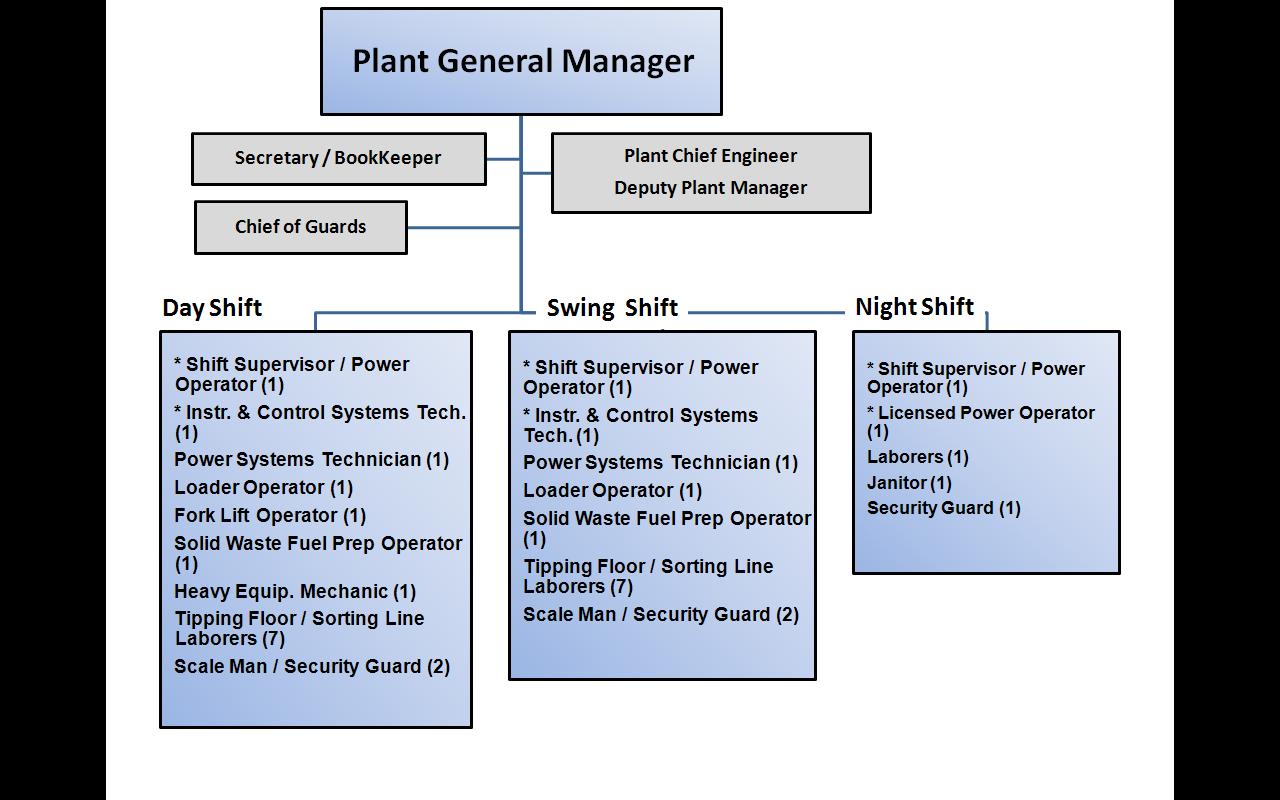 Plant General Manager
Secretary / BookKeeper
Plant Chief Engineer
Deputy Plant Manager
Chief of Guards
Day Shift
* Shift Supervisor / Power
Operator (1)
* Instr. & Control Systems Tech.
(1)
Power Systems Technician (1)
Loader Operator (1)
Fork Lift Operator (1)
Solid Waste Fuel Prep Operator
(1)
Heavy Equip. Mechanic (1)
Tipping Floor / Sorting Line
Laborers (7)
Scale Man / Security Guard (2)
Swing Shift
* Shift Supervisor / Power
Operator (1)
* Instr. & Control Systems
Tech. (1)
Power Systems Technician (1)
Loader Operator (1)
Solid Waste Fuel Prep Operator
(1)
Tipping Floor / Sorting Line
Laborers (7)
Scale Man / Security Guard (2)
Night Shift
* Shift Supervisor / Power
Operator (1)
* Licensed Power Operator
(1)
Laborers (1)
Janitor (1)
Security Guard (1)